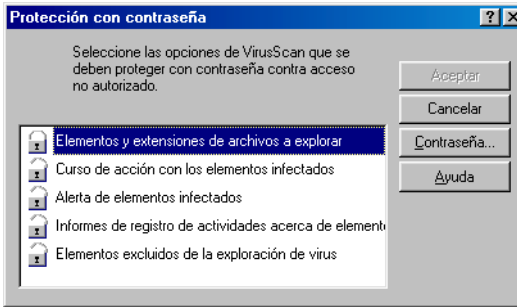 Protección con contraseña
Seleccione las opciones de VirusScan que se
deben proteger con contraseña contra acceso
no autorizado.
Aceptar
Cancelar
Contraseña...
Ayuda
Elementos y extensiones de archivos a explorar
Curso de acción con los elementos infectados
Alerta de elementos infectados
Informes de registro de actividades acerca de element
Elementos excluidos de la exploración de virus